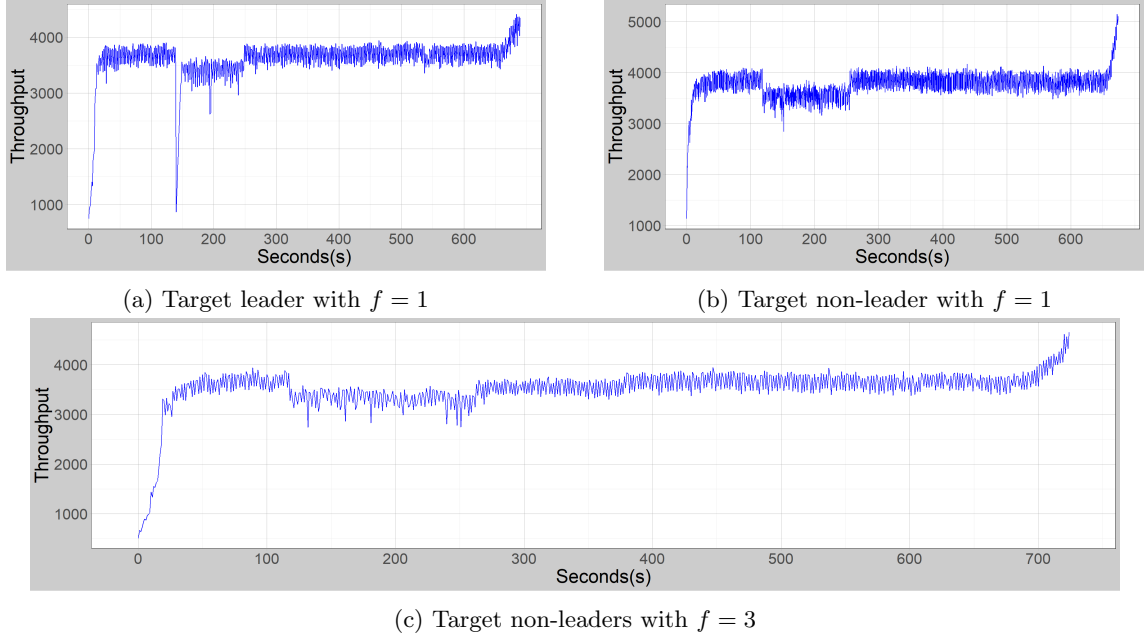 4000
3000
2000
1000
Throughput
0 100 200 300 400 500 600
Seconds(s)
(a) Target leader with f = 1
5000
4000
3000
2000
1000
Throughput
0 100 200 300 400 500 600
Seconds(s)
(b) Target non-leader with f = 1
4000
3000
2000
1000
Throughput
0 100 200 300 400 500 600 700
Seconds(s)
(c) Target non-leaders with f = 3